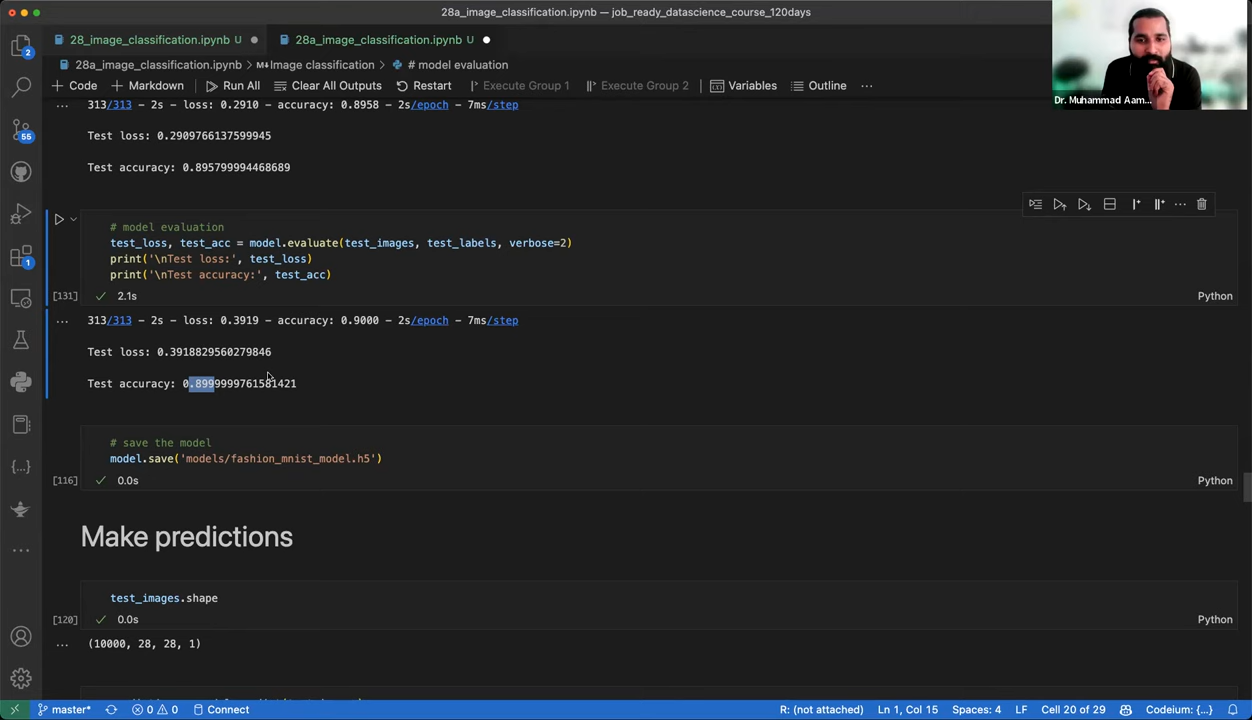 28a_image_classification.ipynb — job_ready_datascience_course_120days
28_image_classification.ipynb U
28a_image_classification.ipynb U
28a_image_classification.ipynb > M↓Image classification > # model evaluation
+ Code + Markdown Run All Clear All Outputs Restart Execute Group 1 Execute Group 2 Variables Outline ...
Dr. Muhammad Aam...
2
55
1
... 313/313 - 2s - loss: 0.2910 - accuracy: 0.8958 - 2s/epoch - 7ms/step
Test loss: 0.2909766137599945
Test accuracy: 0.895799994468689
# model evaluation
test_loss, test_acc = model.evaluate(test_images, test_labels, verbose=2)
print('\nTest loss:', test_loss)
print('\nTest accuracy:', test_acc)
[131] 2.1s Python
... 313/313 - 2s - loss: 0.3919 - accuracy: 0.9000 - 2s/epoch - 7ms/step
Test loss: 0.3918829560279846
Test accuracy: 0.8999999761581421
# save the model
model.save('models/fashion_mnist_model.h5')
[116] 0.0s Python
Make predictions
test_images.shape
[120] 0.0s Python
... (10000, 28, 28, 1)
master* 0 0 Connect R: (not attached) Ln 1, Col 15 Spaces: 4 LF Cell 20 of 29 Codeium: {...}